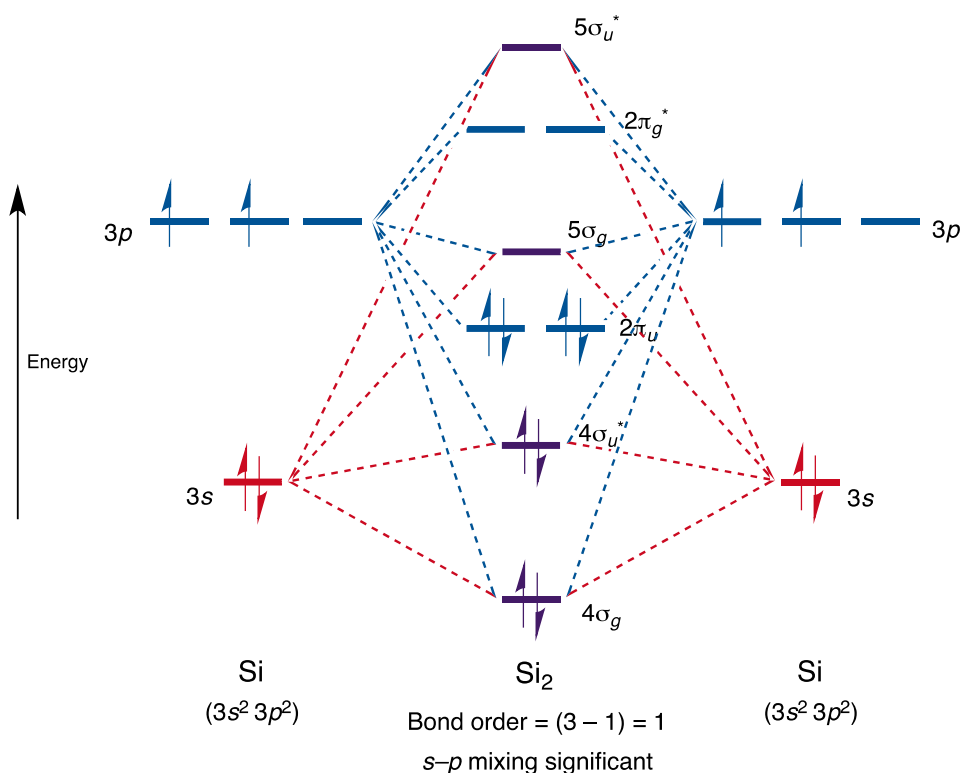 5σu*
2πg*
3p
3p
5σg
2πu
Energy
4σu*
3s
3s
4σg
Si
Si₂
Si
(3s² 3p²)
(3s² 3p²)
Bond order = (3 – 1) = 1
s–p mixing significant